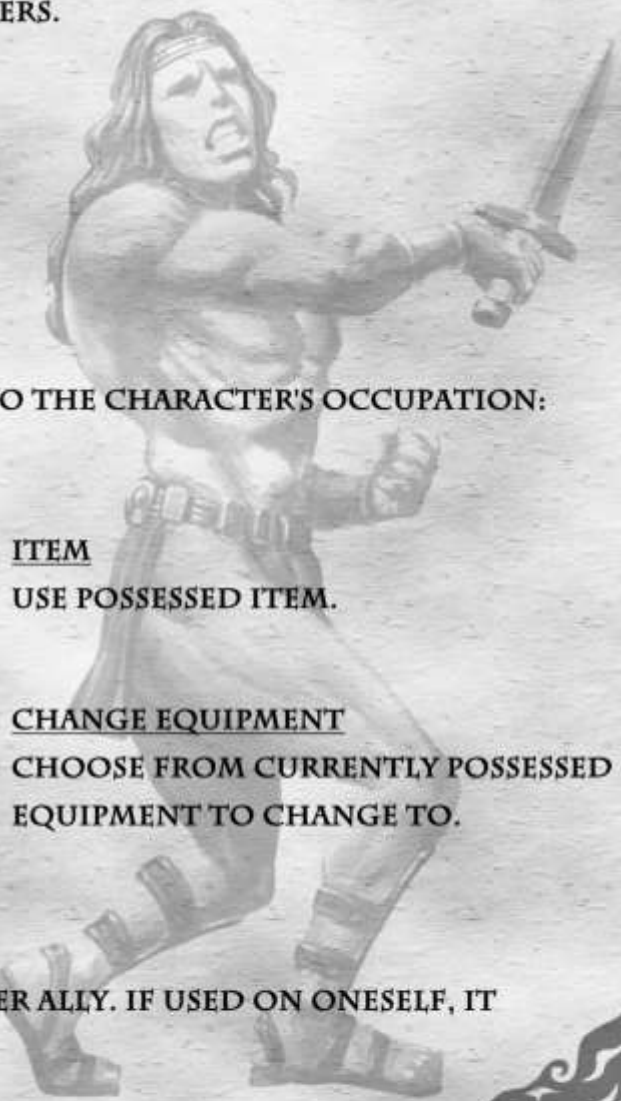 ERS.
O THE CHARACTER'S OCCUPATION:
ITEM
USE POSSESSED ITEM.
CHANGE EQUIPMENT
CHOOSE FROM CURRENTLY POSSESSED
EQUIPMENT TO CHANGE TO.
ER ALLY. IF USED ON ONESELF, IT